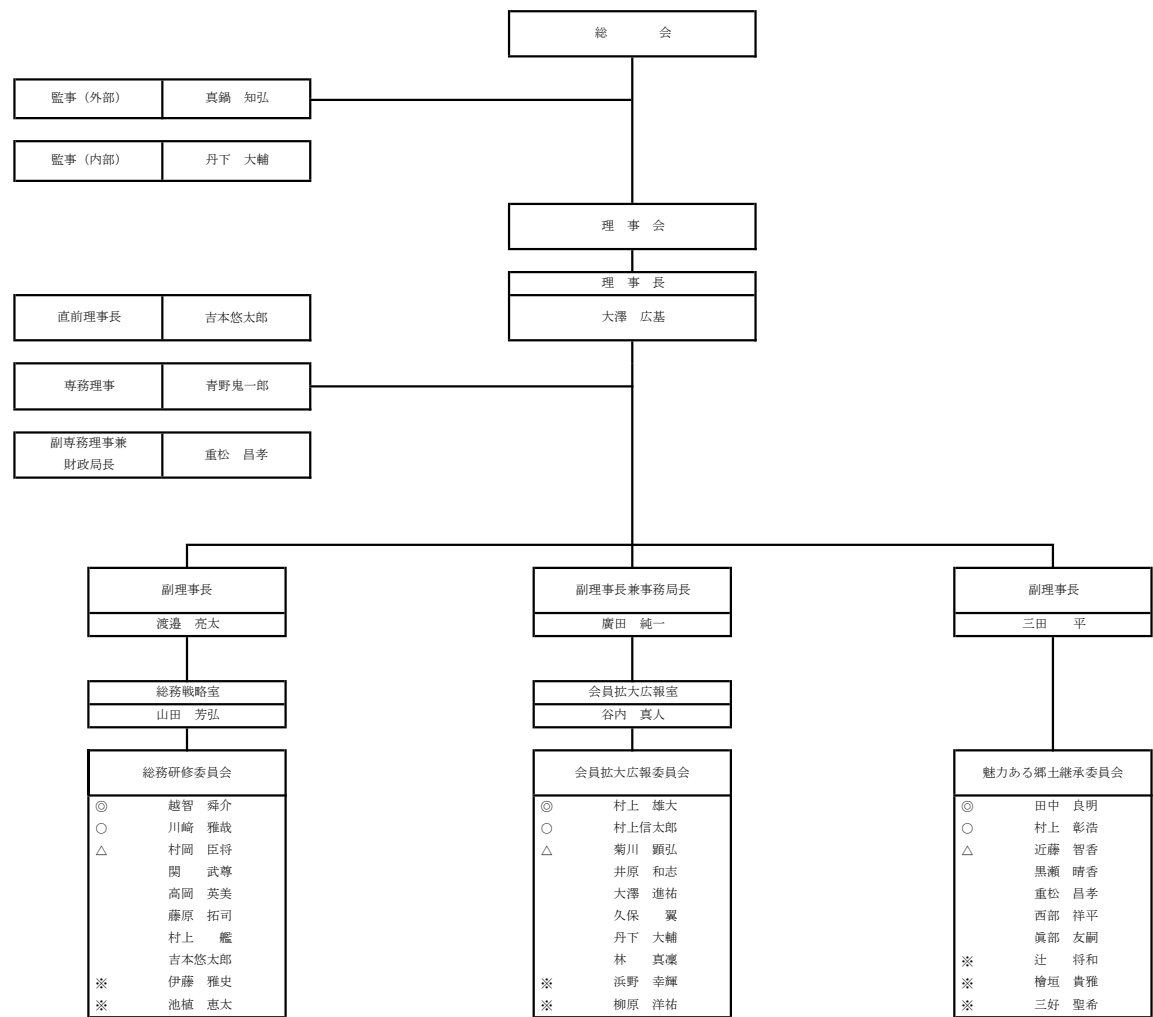 総　会
監事（外部）　真鍋　知弘
監事（内部）　丹下　大輔
理　事　会
理　事　長
大澤　広基
直前理事長　吉本悠太郎
専務理事　青野鬼一郎
副専務理事兼
財政局長
重松　昌孝
副理事長
渡邉　亮太
総務戦略室
山田　芳弘
総務研修委員会
◎　越智　舜介
○　川﨑　雅哉
△　村岡　臣将
関　武尊
高岡　英美
藤原　拓司
村上　艦
吉本悠太郎
※　伊藤　雅史
※　池植　恵太
副理事長兼事務局長
廣田　純一
会員拡大広報室
谷内　真人
会員拡大広報委員会
◎　村上　雄大
○　村上信太郎
△　菊川　顕弘
井原　和志
大澤　進祐
久保　翼
丹下　大輔
林　真凜
※　浜野　幸輝
※　柳原　洋祐
副理事長
三田　平
魅力ある郷土継承委員会
◎　田中　良明
○　村上　彰浩
△　近藤　智香
黒瀬　晴香
重松　昌孝
西部　祥平
眞部　友嗣
※　辻　将和
※　檜垣　貴雅
※　三好　聖希